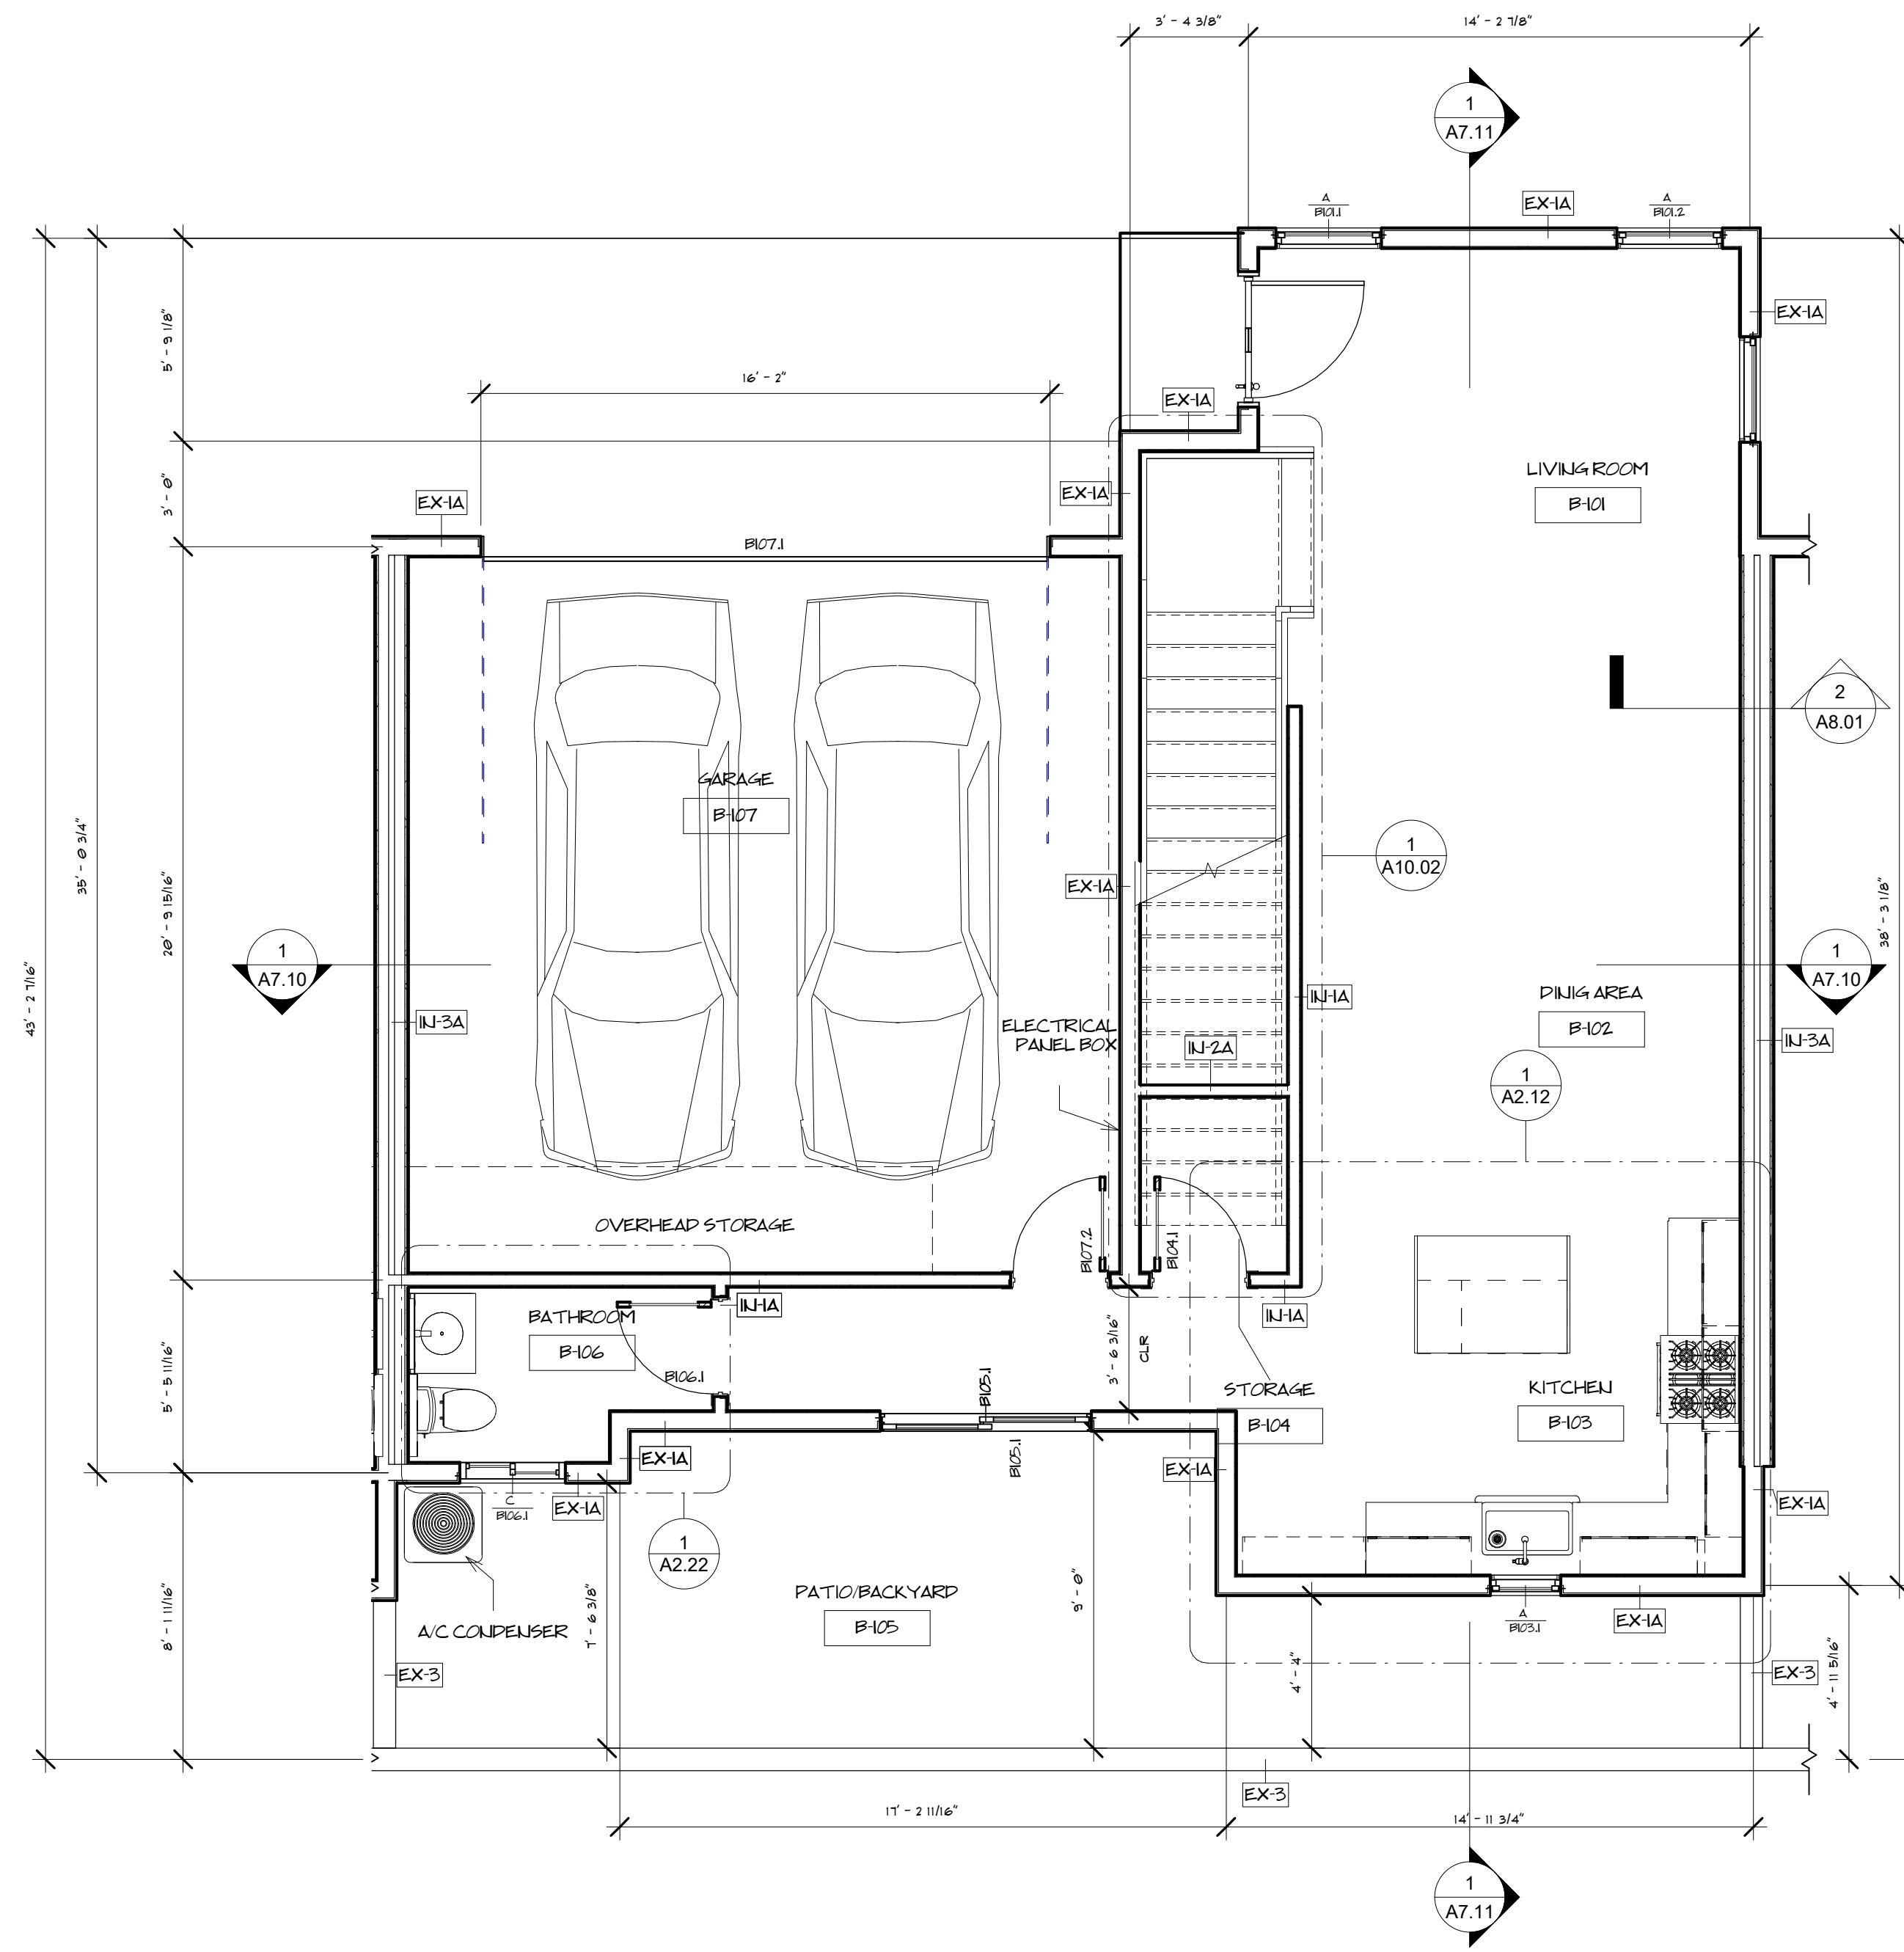 3' - 4 3/8"
14' - 2 7/8"
1
A7.11
A
B101.1
EX-1A
A
B101.2
EX-1A
5' - 9 1/8"
16' - 2"
EX-1A
LIVING ROOM
B-101
3' - 0"
EX-1A
EX-1A
B107.1
2
A8.01
GARAGE
B-107
35' - 0 3/4"
1
A10.02
EX-1A
20' - 9 15/16"
38' - 3 1/8"
1
A7.10
1
A7.10
43' - 2 7/16"
DINIG AREA
B-102
IN-1A
IN-3A
ELECTRICAL
PANEL BOX
IN-2A
IN-3A
1
A2.12
OVERHEAD STORAGE
B107.2
B104.1
BATHROOM
B-106
IN-1A
IN-1A
3' - 6 3/16"
CLR
5' - 5 11/16"
B106.1
B105.1
STORAGE
B-104
KITCHEN
B-103
EX-1A
B105.1
EX-1A
C
B106.1
EX-1A
EX-1A
1
A2.22
PATIO/BACKYARD
B-105
A/C CONDENSER
8' - 1 11/16"
7' - 6 3/8"
9' - 0"
A
B103.1
EX-1A
4' - 4"
EX-3
EX-3
4' - 11 5/16"
EX-3
17' - 2 11/16"
14' - 11 3/4"
1
A7.11